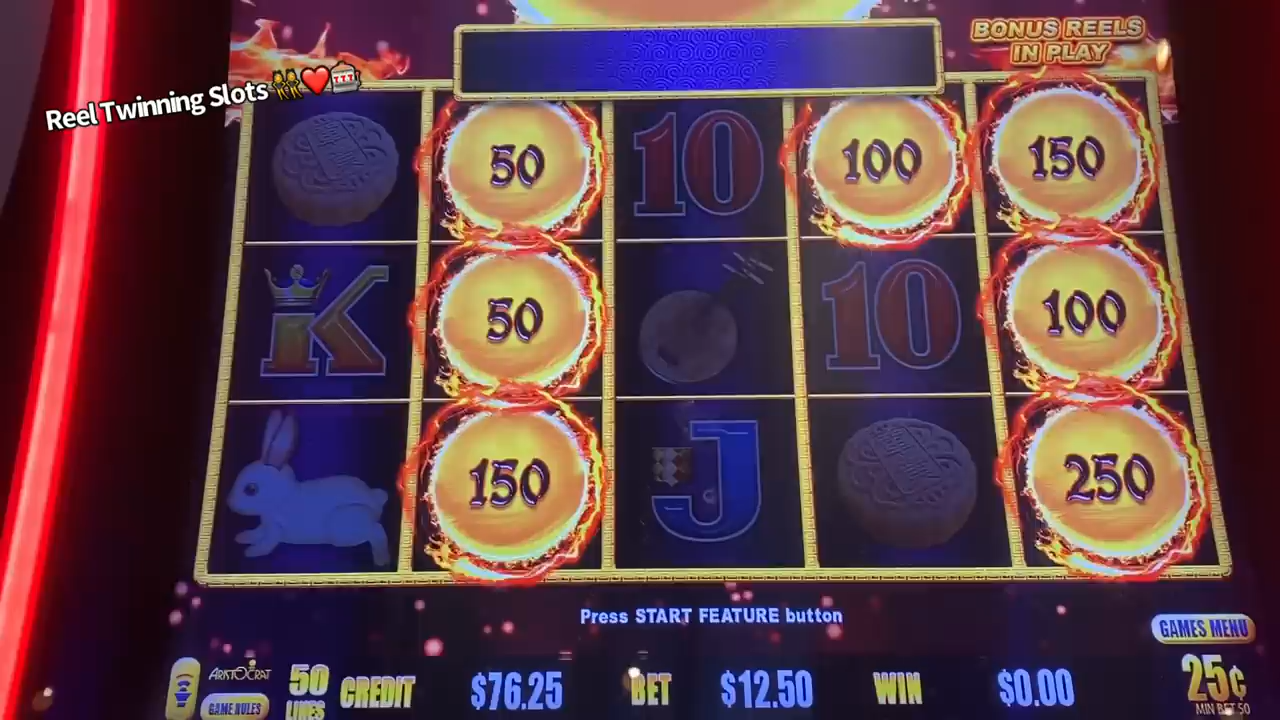 BONUS REELS
IN PLAY
Reel Twinning Slots 👯❤️🎰
50
10
100
150
K
50
10
100
150
J
250
Press START FEATURE button
GAMES MENU
ARISTOCRAT
GAME RULES
50
LINES
CREDIT
$76.25
BET
$12.50
WIN
$0.00
25¢
MIN BET 50